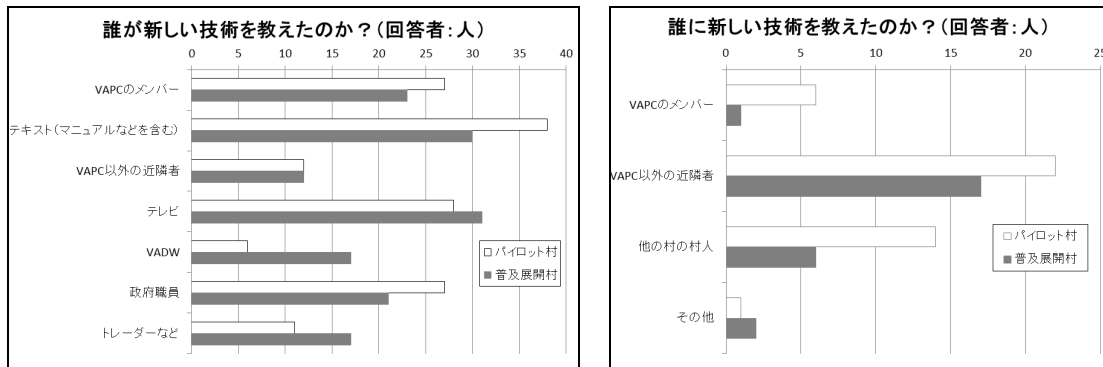 誰が新しい技術を教えたのか?(回答者:人)
0 5 10 15 20 25 30 35 40
VAPCのメンバー
テキスト(マニュアルなどを含む)
VAPC以外の近隣者
テレビ
VADW
政府職員
トレーダーなど
パイロット村
普及展開村
誰に新しい技術を教えたのか?(回答者:人)
0 5 10 15 20 25
VAPCのメンバー
VAPC以外の近隣者
他の村の村人
その他
パイロット村
普及展開村